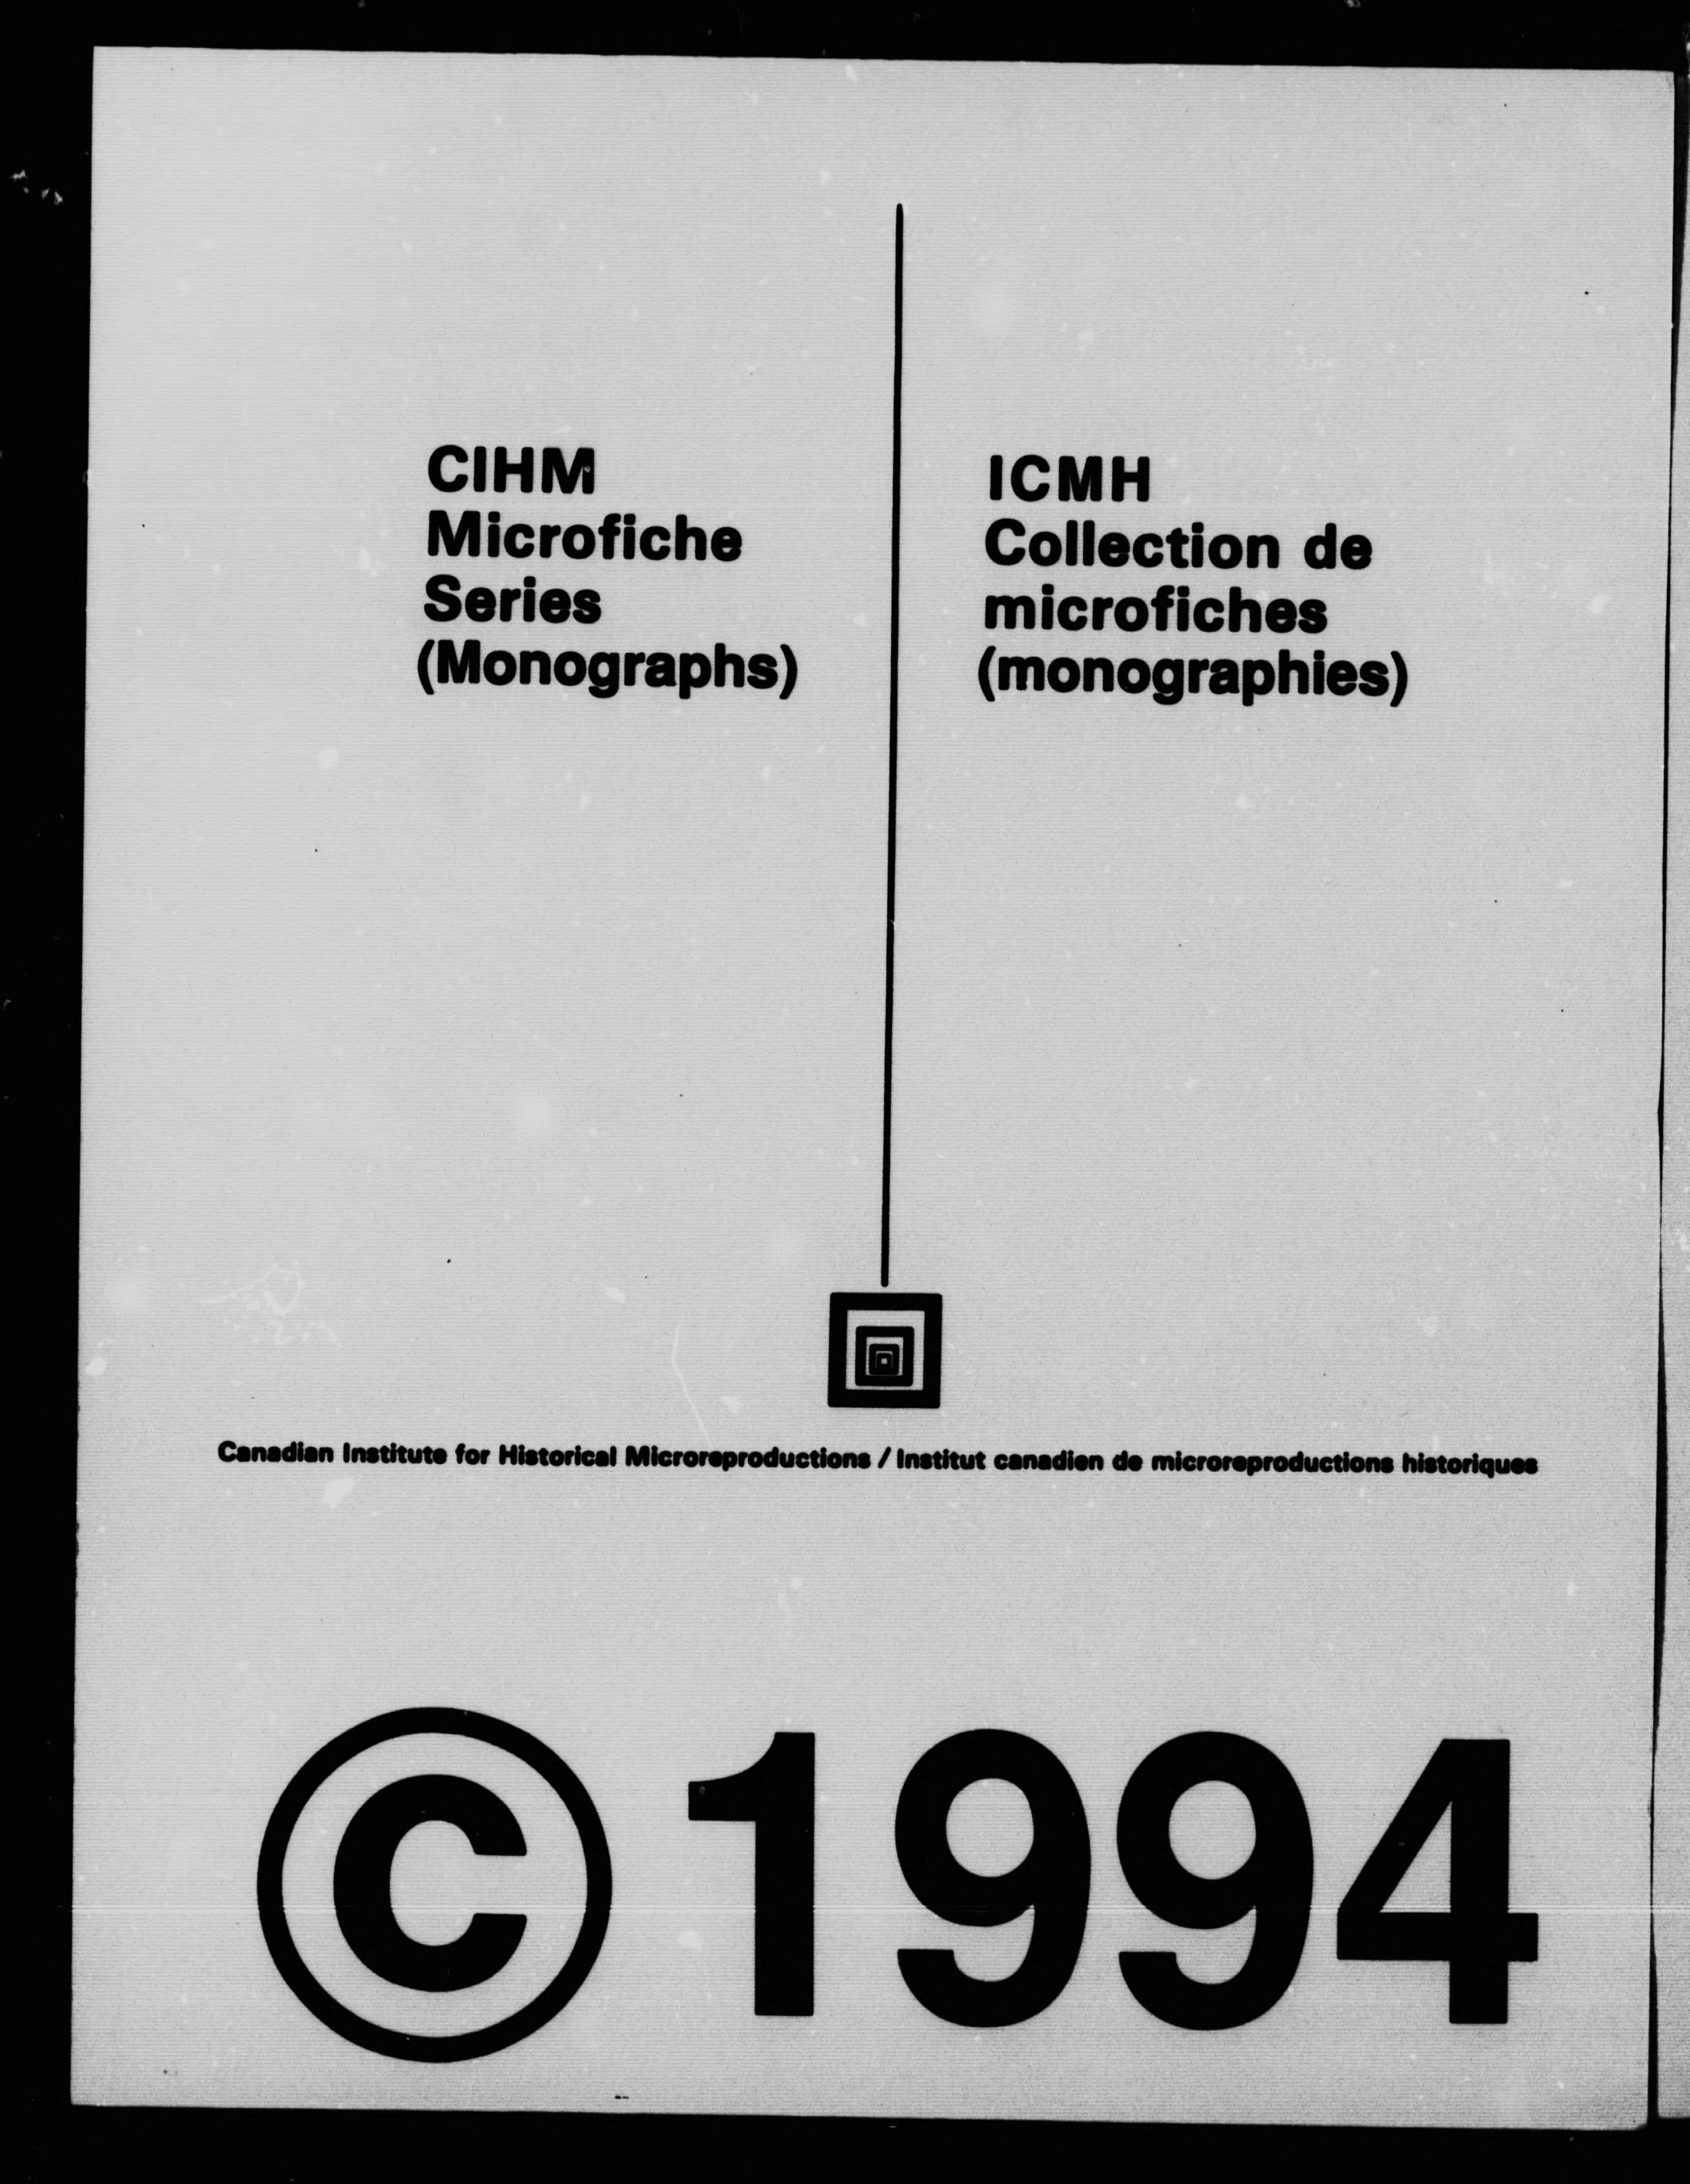 CIHM
Microfiche
Series
(Monographs)
ICMH
Collection de
microfiches
(monographies)
Canadian Institute for Historical Microreproductions / Institut canadien de microreproductions historiques
©1994